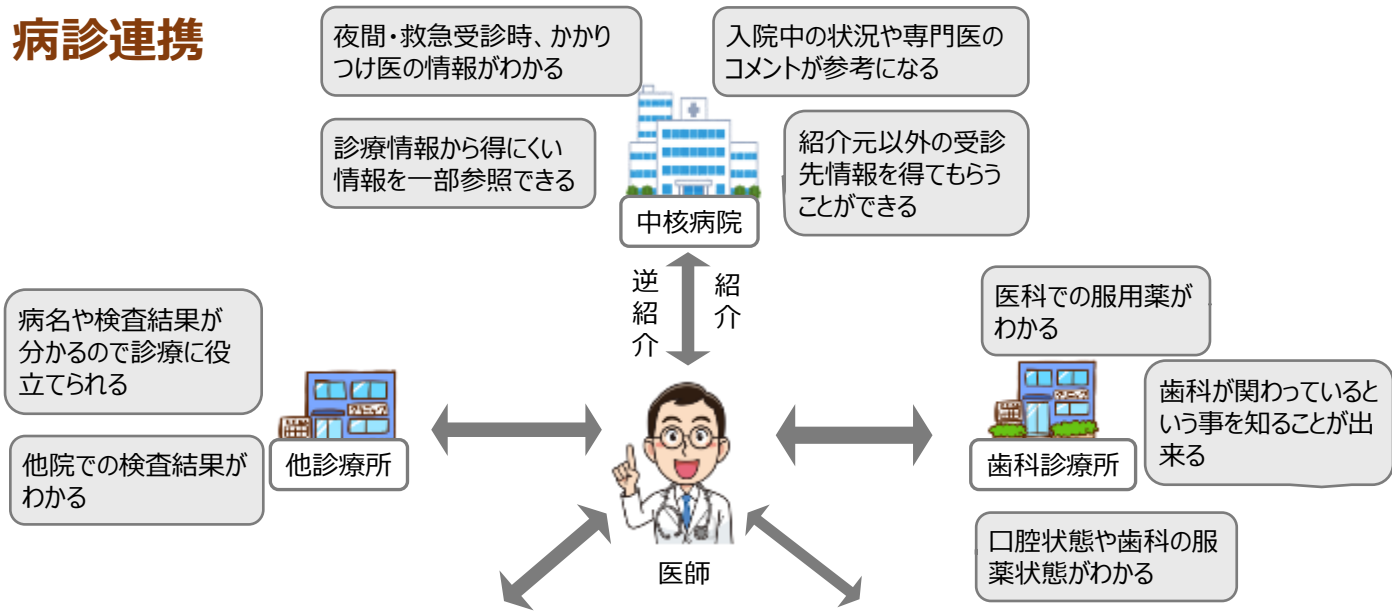 病診連携
夜間・救急受診時、かかり
つけ医の情報がわかる
入院中の状況や専門医の
コメントが参考になる
診療情報から得にくい
情報を一部参照できる
紹介元以外の受診
先情報を得てもらう
ことができる
中核病院
逆紹介
紹介
病名や検査結果が
分かるので診療に役
立てられる
他院での検査結果が
わかる
クリニック
他診療所
医科での服用薬が
わかる
歯科が関わっていると
いう事を知ることが出
来る
クリニック
歯科診療所
口腔状態や歯科の服
薬状態がわかる
医師